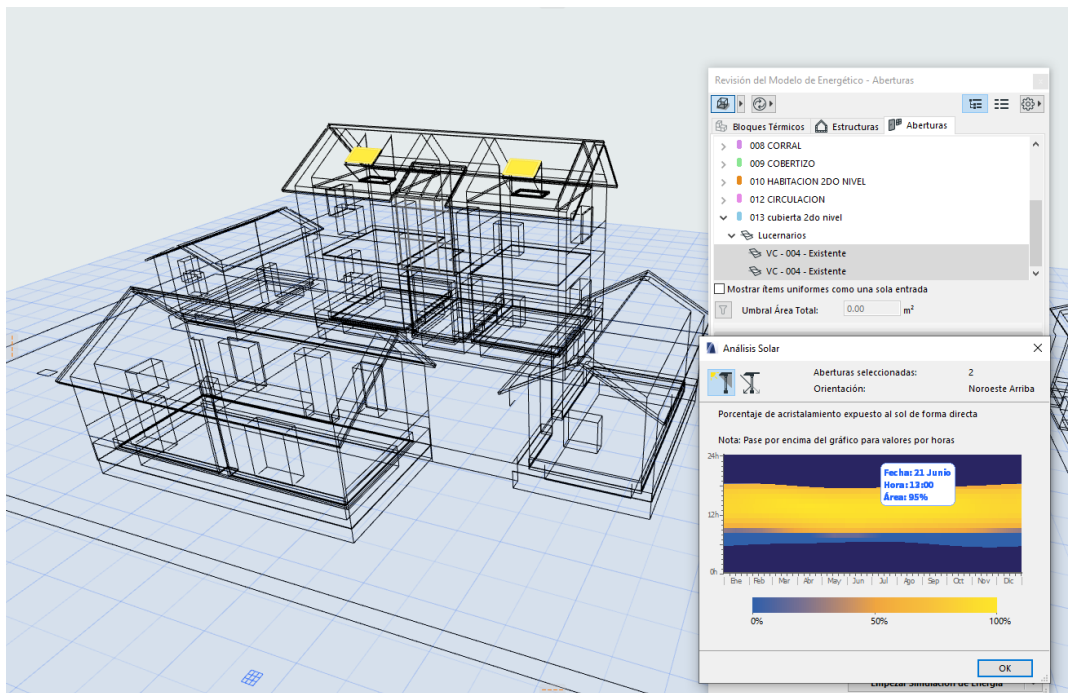 Revisión del Modelo de Energético - Aberturas
Bloques Térmicos Estructuras Aberturas
008 CORRAL
009 COBERTIZO
010 HABITACION 2DO NIVEL
012 CIRCULACION
013 cubierta 2do nivel
Lucernarios
VC - 004 - Existente
VC - 004 - Existente
Mostrar ítems uniformes como una sola entrada
Umbral Área Total: 0.00 m²
Análisis Solar
Aberturas seleccionadas: 2
Orientación: Noroeste Arriba
Porcentaje de acristalamiento expuesto al sol de forma directa
Nota: Pase por encima del gráfico para valores por horas
24h
Fecha: 21 Junio
Hora: 13:00
Área: 95%
12h
0h
Ene Feb Mar Abr May Jun Jul Ago Sep Oct Nov Dic
0% 50% 100%
OK
Empezar Simulación de Energía